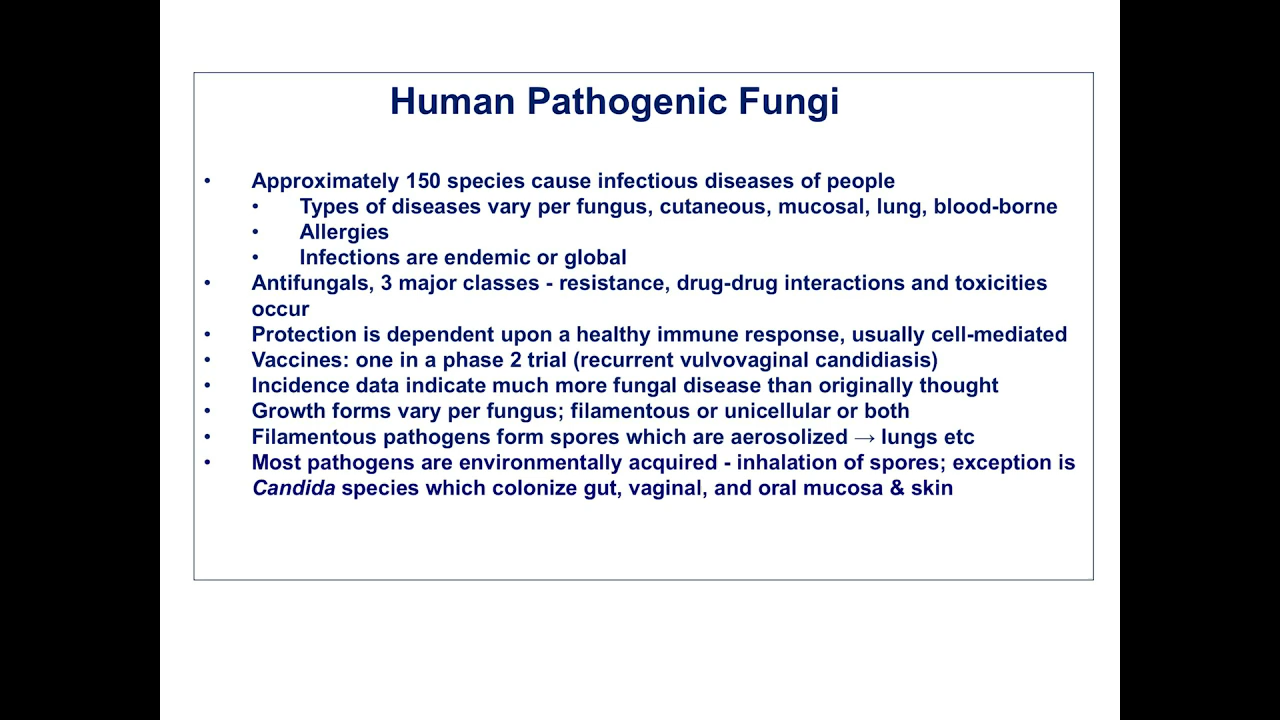 Human Pathogenic Fungi
• Approximately 150 species cause infectious diseases of people
• Types of diseases vary per fungus, cutaneous, mucosal, lung, blood-borne
• Allergies
• Infections are endemic or global
• Antifungals, 3 major classes - resistance, drug-drug interactions and toxicities
occur
• Protection is dependent upon a healthy immune response, usually cell-mediated
• Vaccines: one in a phase 2 trial (recurrent vulvovaginal candidiasis)
• Incidence data indicate much more fungal disease than originally thought
• Growth forms vary per fungus; filamentous or unicellular or both
• Filamentous pathogens form spores which are aerosolized → lungs etc
• Most pathogens are environmentally acquired - inhalation of spores; exception is
Candida species which colonize gut, vaginal, and oral mucosa & skin